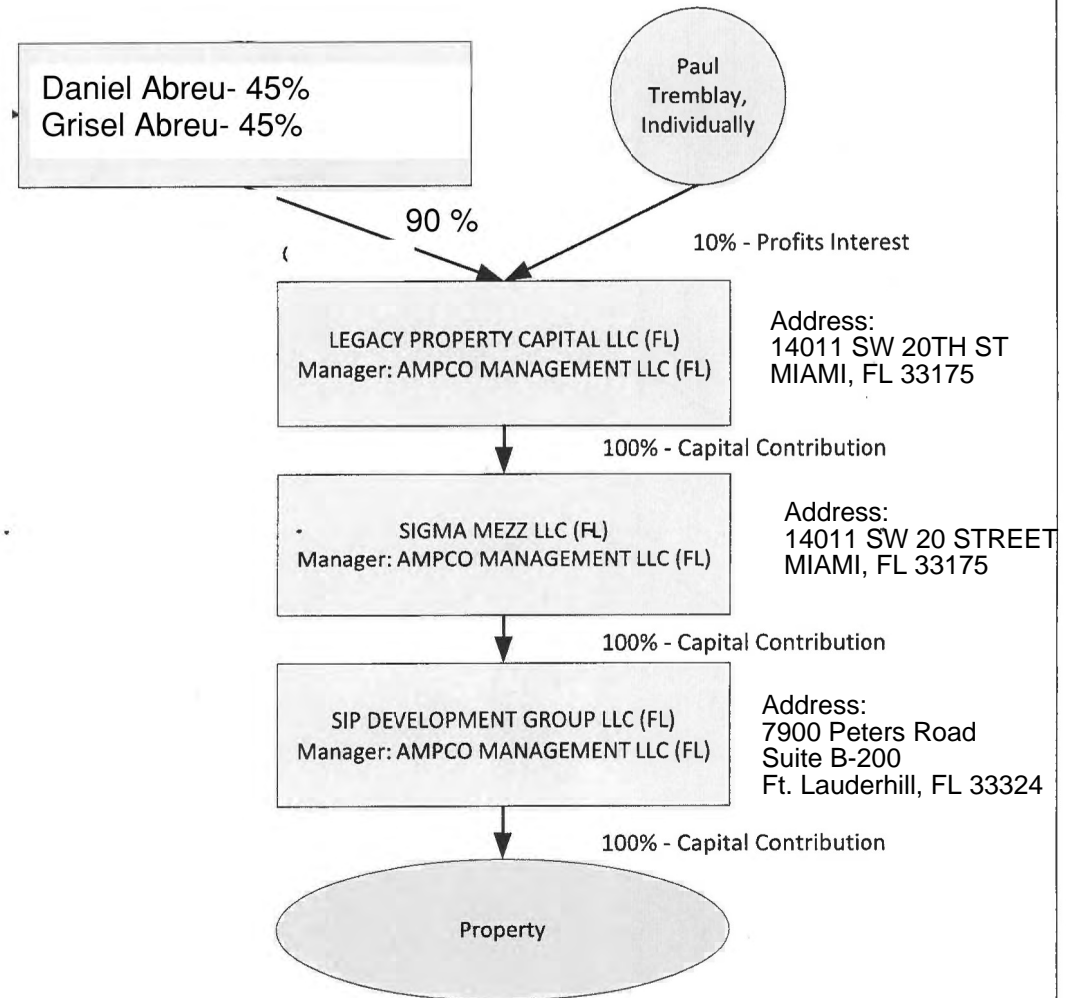 Daniel Abreu- 45%
Grisel Abreu- 45%
Paul
Tremblay,
Individually
90 %
10% - Profits Interest
LEGACY PROPERTY CAPITAL LLC (FL)
Manager: AMPCO MANAGEMENT LLC (FL)
Address:
14011 SW 20TH ST
MIAMI, FL 33175
100% - Capital Contribution
SIGMA MEZZ LLC (FL)
Manager: AMPCO MANAGEMENT LLC (FL)
Address:
14011 SW 20 STREET
MIAMI, FL 33175
100% - Capital Contribution
SIP DEVELOPMENT GROUP LLC (FL)
Manager: AMPCO MANAGEMENT LLC (FL)
Address:
7900 Peters Road
Suite B-200
Ft. Lauderhill, FL 33324
100% - Capital Contribution
Property